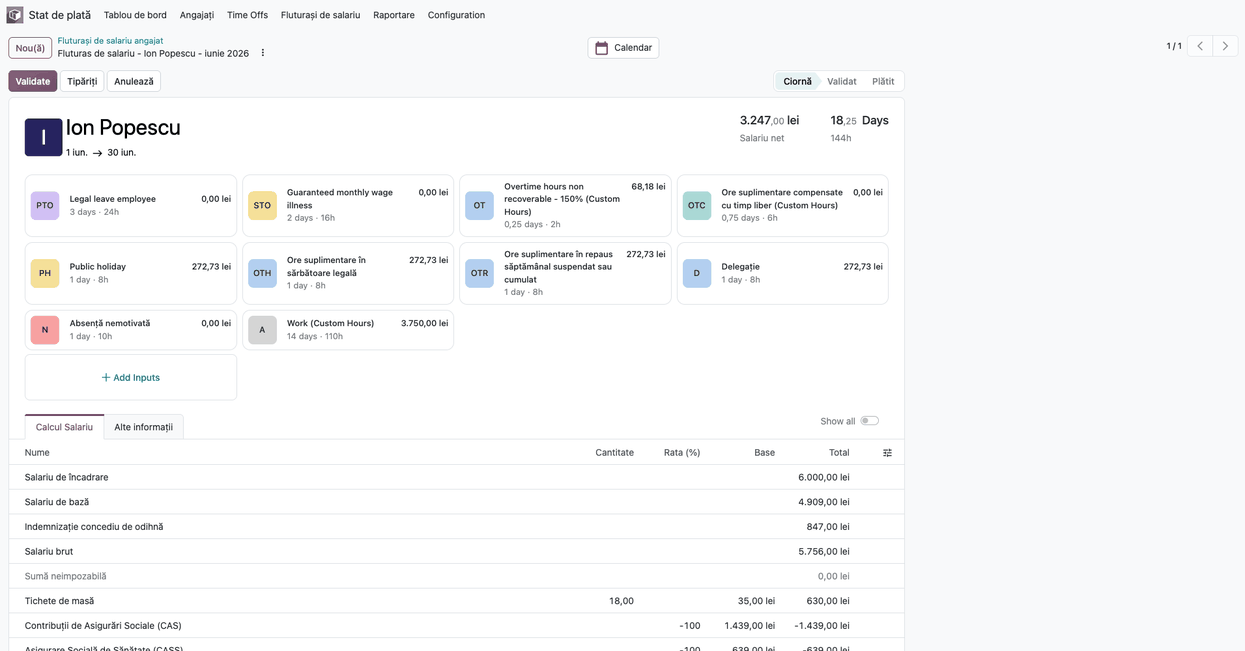 Stat de plată Tablou de bord Angajați Time Offs Fluturași de salariu Raportare Configuration
Nou(ă)
Fluturași de salariu angajat
Fluturas de salariu - Ion Popescu - iunie 2026
Calendar
1 / 1
Validate Tipăriți Anulează
Ciornă Validat Plătit
I
Ion Popescu
1 iun. → 30 iun.
3.247,00 lei
Salariu net
18,25 Days
144h
PTO
Legal leave employee 0,00 lei
3 days · 24h
STO
Guaranteed monthly wage 0,00 lei
illness
2 days · 16h
OT
Overtime hours non 68,18 lei
recoverable - 150% (Custom
Hours)
0,25 days · 2h
OTC
Ore suplimentare compensate 0,00 lei
cu timp liber (Custom Hours)
0,75 days · 6h
PH
Public holiday 272,73 lei
1 day · 8h
OTH
Ore suplimentare în 272,73 lei
sărbătoare legală
1 day · 8h
OTR
Ore suplimentare în repaus 272,73 lei
săptămânal suspendat sau
cumulat
1 day · 8h
D
Delegație 272,73 lei
1 day · 8h
N
Absență nemotivată 0,00 lei
1 day · 10h
A
Work (Custom Hours) 3.750,00 lei
14 days · 110h
+ Add Inputs
Calcul Salariu Alte informații
Show all
Nume Cantitate Rata (%) Base Total
Salariu de încadrare 6.000,00 lei
Salariu de bază 4.909,00 lei
Indemnizație concediu de odihnă 847,00 lei
Salariu brut 5.756,00 lei
Sumă neimpozabilă 0,00 lei
Tichete de masă 18,00 35,00 lei 630,00 lei
Contribuții de Asigurări Sociale (CAS) -100 1.439,00 lei -1.439,00 lei
Asigurare Socială de Sănătate (CASS) -100 639,00 lei -639,00 lei